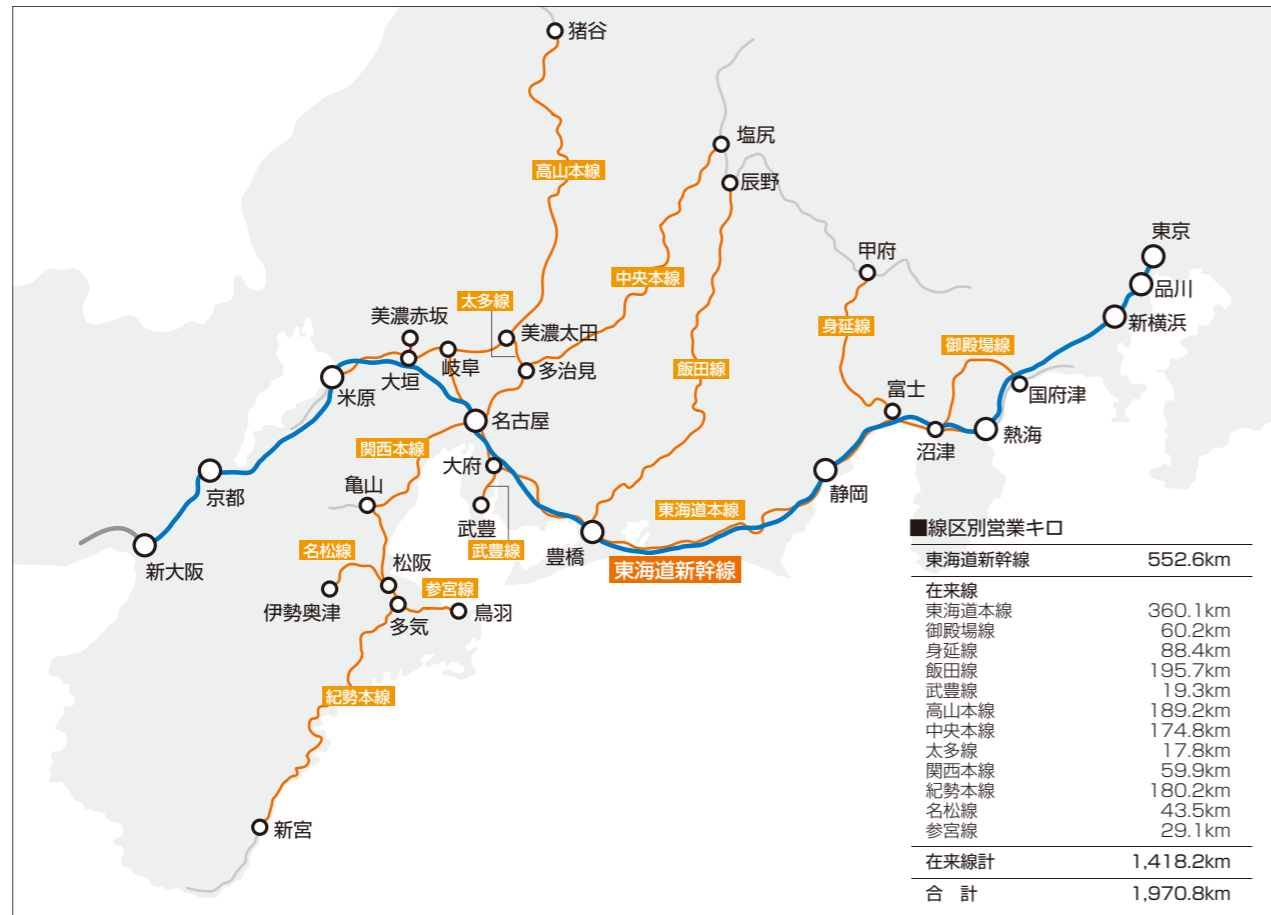 猪谷
塩尻
辰野
高山本線
東京
甲府
中央本線
品川
太多線
美濃赤坂
新横浜
身延線
美濃太田
御殿場線
岐阜
大垣
多治見
飯田線
米原
国府津
富士
名古屋
熱海
関西本線
沼津
大府
京都
亀山
静岡
武豊
東海道本線
名松線
武豊線
豊橋
松阪
新大阪
東海道新幹線
参宮線
伊勢奥津
多気
鳥羽
紀勢本線
新宮
■線区別営業キロ
東海道新幹線 552.6km
在来線
東海道本線 360.1km
御殿場線 60.2km
身延線 88.4km
飯田線 195.7km
武豊線 19.3km
高山本線 189.2km
中央本線 174.8km
太多線 17.8km
関西本線 59.9km
紀勢本線 180.2km
名松線 43.5km
参宮線 29.1km
在来線計 1,418.2km
合 計 1,970.8km